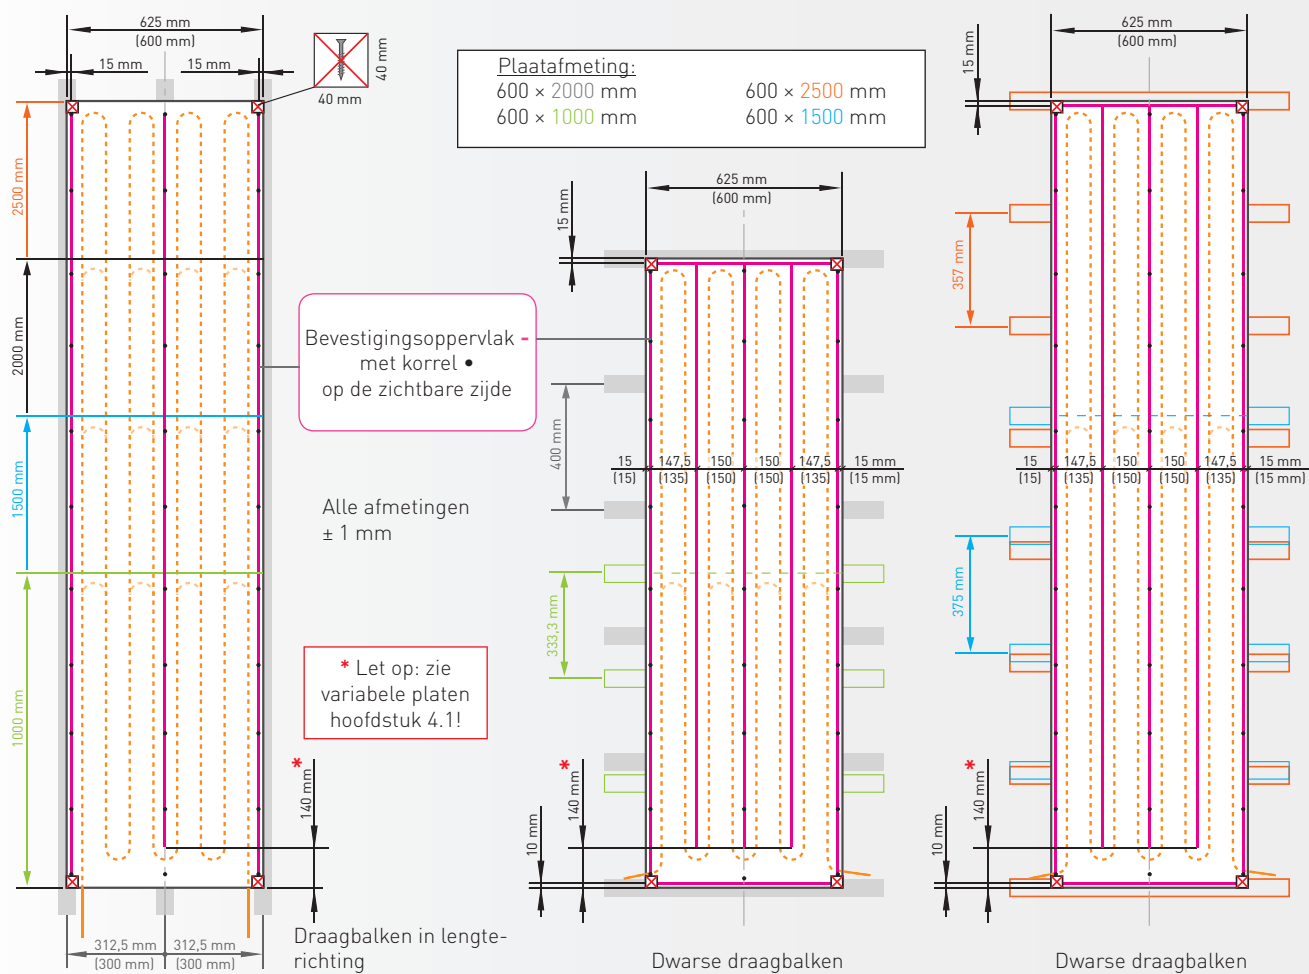 625 mm
(600 mm)
15 mm
15 mm
40 mm
40 mm
2500 mm
2000 mm
1500 mm
1000 mm
140 mm
*
312,5 mm
312,5 mm
(300 mm)
(300 mm)
Draagbalken in lengte-
richting
Plaatafmeting:
600 × 2000 mm
600 × 2500 mm
600 × 1000 mm
600 × 1500 mm
Bevestigingsoppervlak -
met korrel •
op de zichtbare zijde
Alle afmetingen
± 1 mm
* Let op: zie
variabele platen
hoofdstuk 4.1!
625 mm
(600 mm)
15 mm
400 mm
15
147,5
150
150
147,5
15 mm
(15)
(135)
(150)
(150)
(135)
(15 mm)
333,3 mm
*
140 mm
10 mm
Dwarse draagbalken
625 mm
(600 mm)
15 mm
357 mm
15
147,5
150
150
147,5
15 mm
(15)
(135)
(150)
(150)
(135)
(15 mm)
375 mm
*
140 mm
10 mm
Dwarse draagbalken